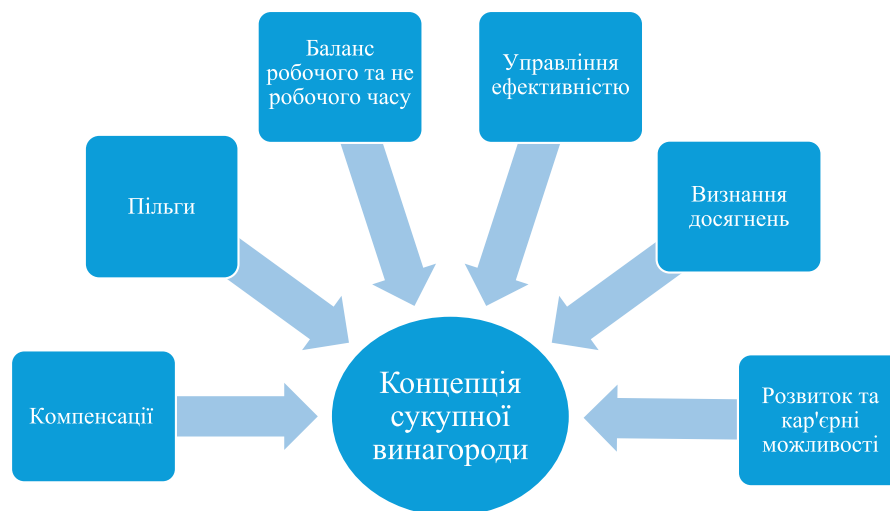 Баланс
робочого та не
робочого часу
Управління
ефективністю
Пільги
Визнання
досягнень
Компенсації
Концепція
сукупної
винагороди
Розвиток та
кар'єрні
можливості